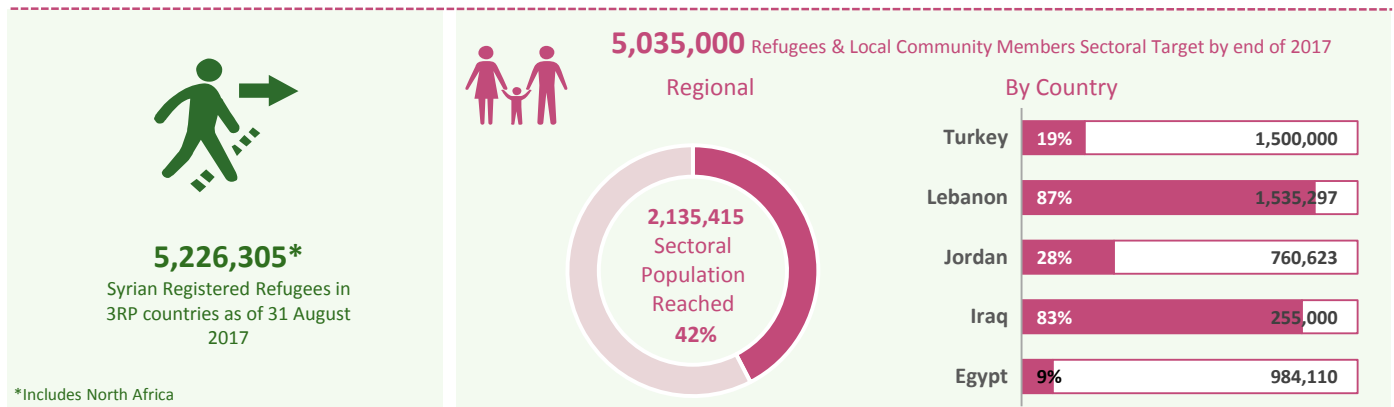 5,226,305*
Syrian Registered Refugees in
3RP countries as of 31 August
2017
*Includes North Africa
5,035,000 Refugees & Local Community Members Sectoral Target by end of 2017
Regional
2,135,415
Sectoral
Population
Reached
42%
By Country
Turkey 19% 1,500,000
Lebanon 87% 1,535,297
Jordan 28% 760,623
Iraq 83% 255,000
Egypt 9% 984,110